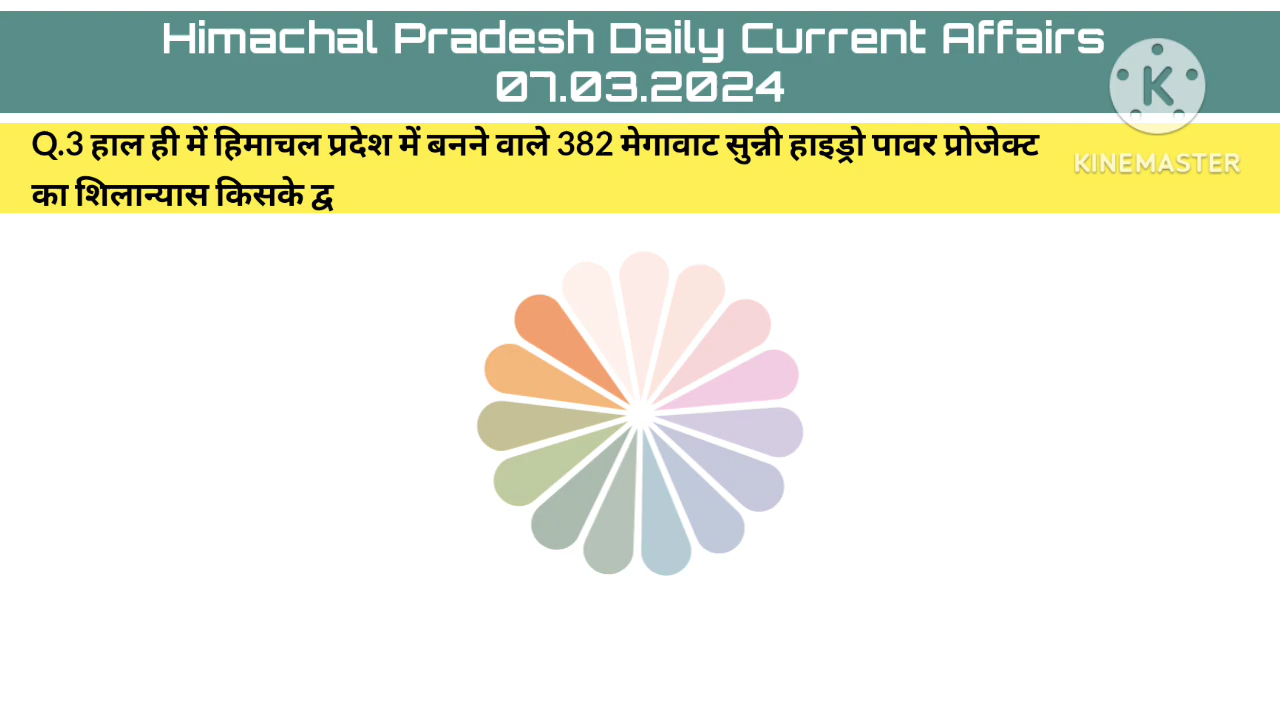 Himachal Pradesh Daily Current Affairs
07.03.2024
K
KINEMASTER
Q.3 हाल ही में हिमाचल प्रदेश में बनने वाले 382 मेगावाट सुन्नी हाइड्रो पावर प्रोजेक्ट
का शिलान्यास किसके द्व